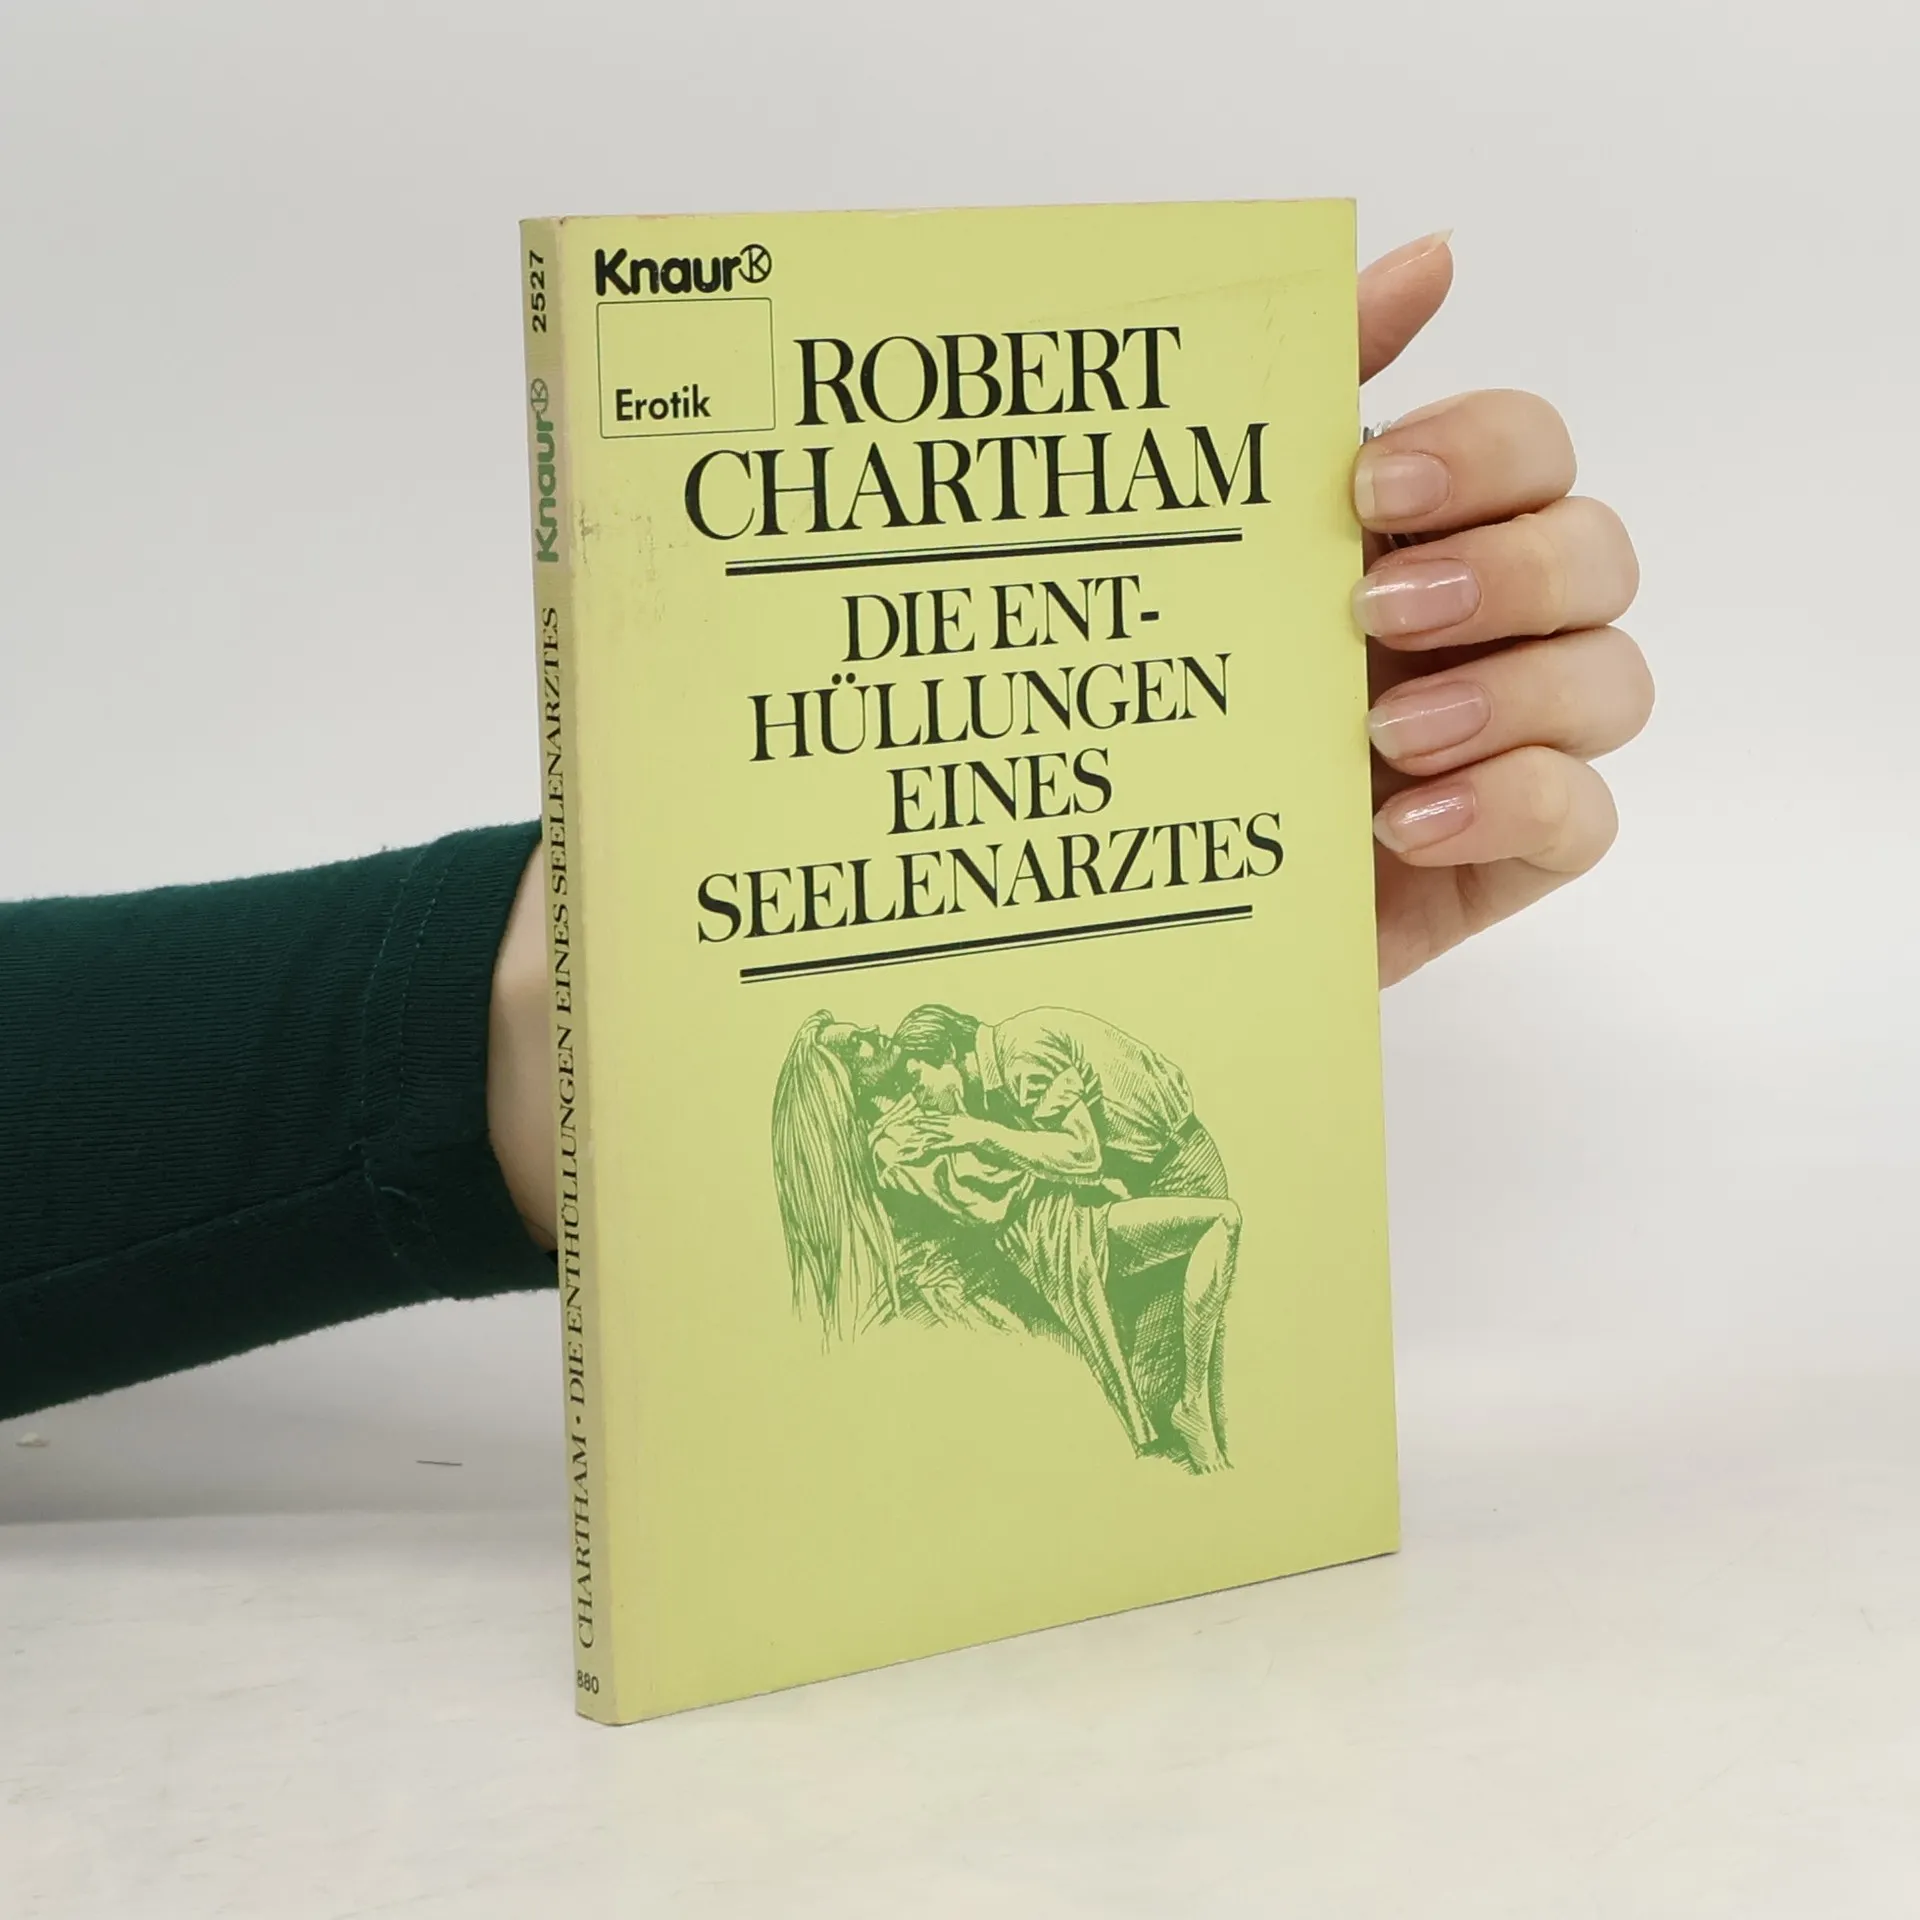 Knaur K
Erotik
ROBERT
CHARTHAM
DIE ENT-
HÜLLUNGEN
EINES
SEELENARZTES
2527
Knaur K
CHARTHAM · DIE ENTHÜLLUNGEN EINES SEELENARZTES
880